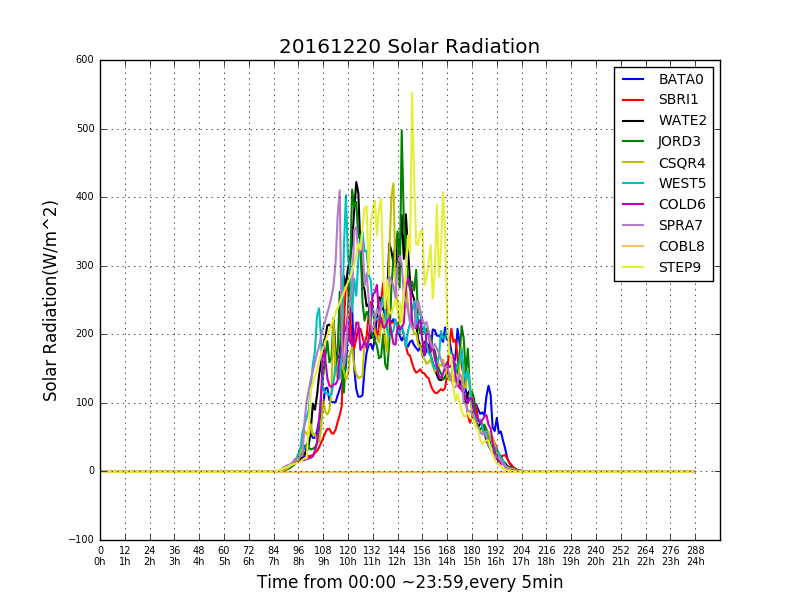 20161220 Solar Radiation
600
500
400
300
200
100
0
−100
Solar Radiation(W/m^2)
BATA0
SBRI1
WATE2
JORD3
CSQR4
WEST5
COLD6
SPRA7
COBL8
STEP9
0 12 24 36 48 60 72 84 96 108 120 132 144 156 168 180 192 204 216 228 240 252 264 276 288
0h 1h 2h 3h 4h 5h 6h 7h 8h 9h 10h 11h 12h 13h 14h 15h 16h 17h 18h 19h 20h 21h 22h 23h 24h
Time from 00:00 ~23:59,every 5min